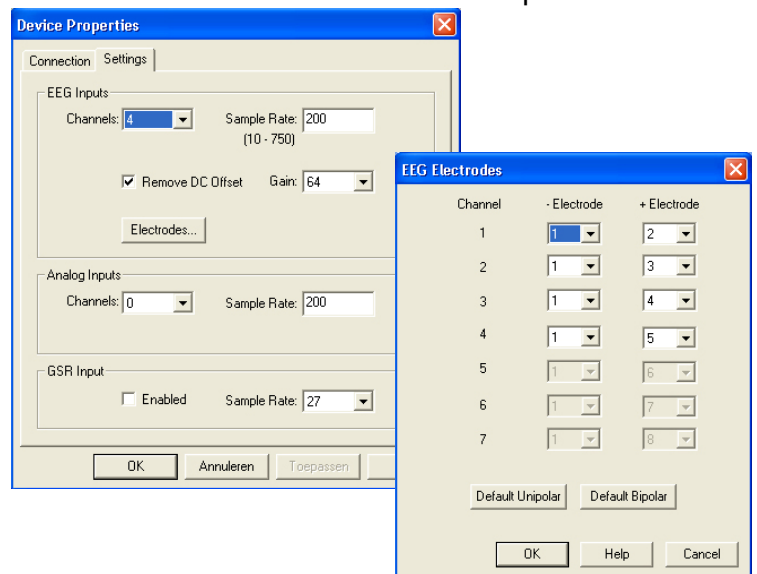 Device Properties
Connection Settings
EEG Inputs
Channels: 4 Sample Rate: 200
(10 - 750)
Remove DC Offset Gain: 64
Electrodes...
Analog Inputs
Channels: 0 Sample Rate: 200
GSR Input
Enabled Sample Rate: 27
OK Annuleren Toepassen
EEG Electrodes
Channel - Electrode + Electrode
1 1 2
2 1 3
3 1 4
4 1 5
5 1 6
6 1 7
7 1 8
Default Unipolar Default Bipolar
OK Help Cancel